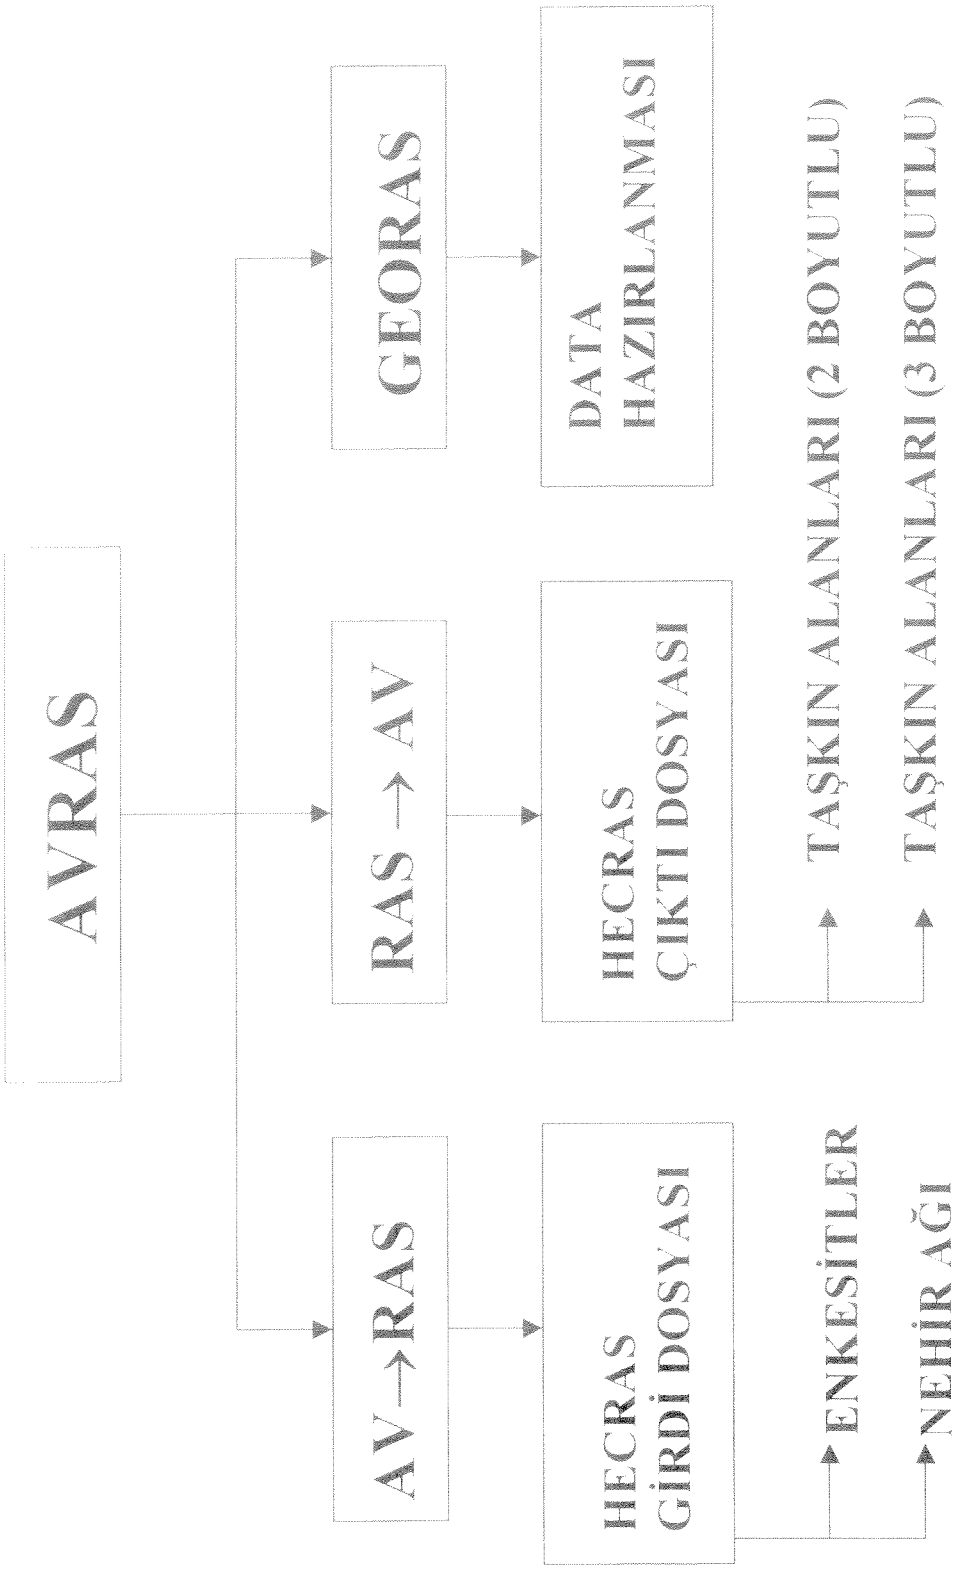 AVRAS
AV→RAS
RAS → AV
GEORAS
HECRAS
GİRDİ DOSYASI
HECRAS
ÇIKTI DOSYASI
DATA
HAZIRLANMASI
ENKESİTLER
NEHİR AĞI
TAŞKIN ALANLARI (2 BOYUTLU)
TAŞKIN ALANLARI (3 BOYUTLU)